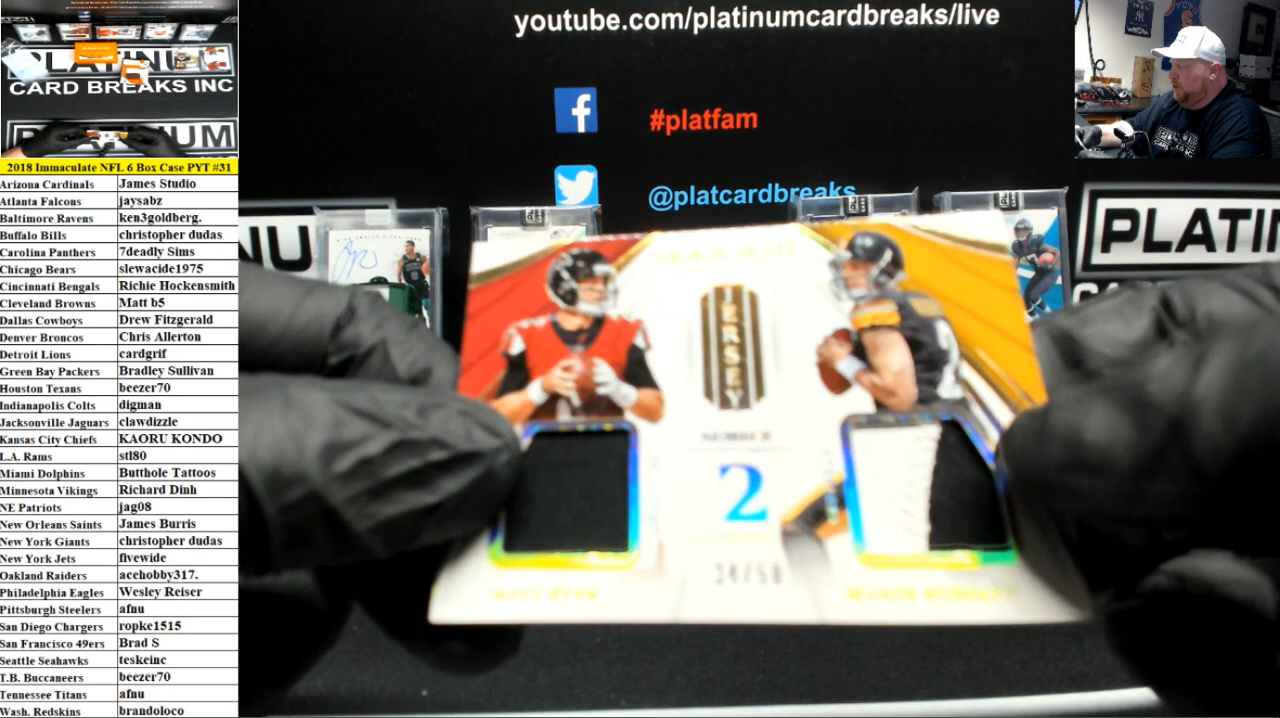 youtube.com/platinumcardbreaks/live
#platfam
@platcardbreaks
PLATINUM
CARD BREAKS INC
2018 Immaculate NFL 6 Box Case PYT #31
Arizona Cardinals James Studio
Atlanta Falcons jaysabz
Baltimore Ravens ken3goldberg.
Buffalo Bills christopher dudas
Carolina Panthers 7deadly Sims
Chicago Bears slewacide1975
Cincinnati Bengals Richie Hockensmith
Cleveland Browns Matt b5
Dallas Cowboys Drew Fitzgerald
Denver Broncos Chris Allerton
Detroit Lions cardgrif
Green Bay Packers Bradley Sullivan
Houston Texans beezer70
Indianapolis Colts digman
Jacksonville Jaguars clawdizzle
Kansas City Chiefs KAORU KONDO
L.A. Rams stl80
Miami Dolphins Butthole Tattoos
Minnesota Vikings Richard Dinh
NE Patriots jag08
New Orleans Saints James Burris
New York Giants christopher dudas
New York Jets fivewide
Oakland Raiders acehobby317.
Philadelphia Eagles Wesley Reiser
Pittsburgh Steelers afnu
San Diego Chargers ropke1515
San Francisco 49ers Brad S
Seattle Seahawks teskeinc
T.B. Buccaneers beezer70
Tennessee Titans afnu
Wash. Redskins brandoloco
NU
PLATI
JERSEY
NUMBER
2